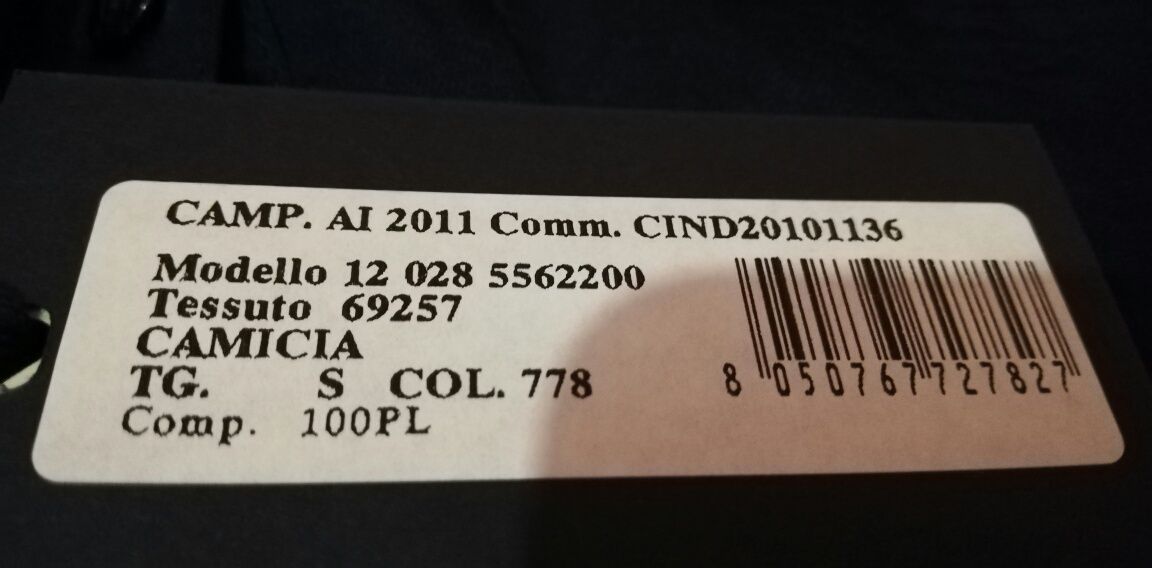 CAMP. AI 2011 Comm. CIND20101136
Modello 12 028 5562200
Tessuto 69257
CAMICIA
TG. S COL. 778
Comp. 100PL
8 050767 727827